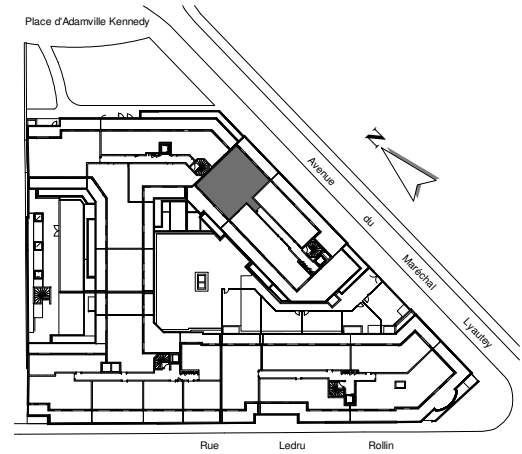 Place d'Adamville Kennedy
N
Avenue
du
Maréchal
Lyautey
Rue Ledru Rollin